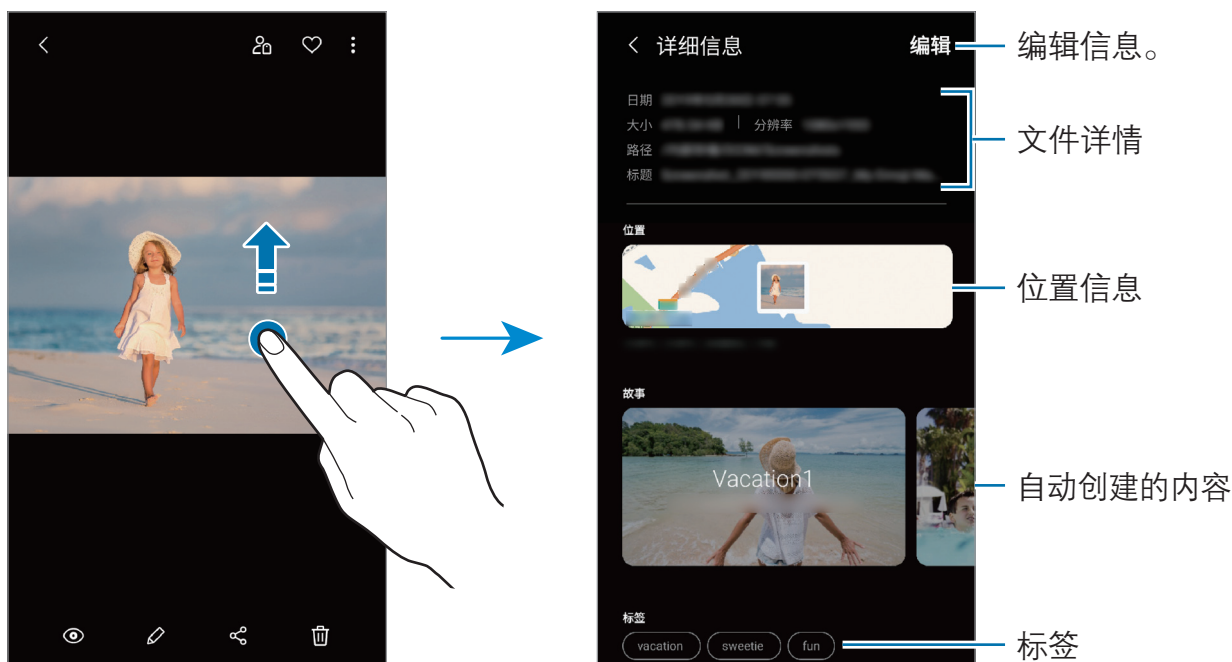 详细信息
编辑
编辑信息。
日期
大小
分辨率
路径
标题
文件详情
位置
位置信息
故事
Vacation1
自动创建的内容
标签
vacation
sweetie
fun
标签